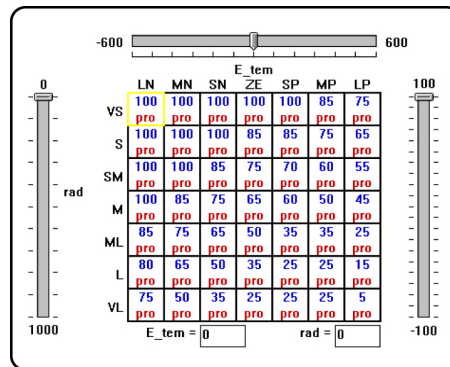 -600 600
E_tem
0 LN MN SN ZE SP MP LP 100
VS 100 100 100 100 100 85 75
pro pro pro pro pro pro pro
S 100 100 100 85 85 75 65
pro pro pro pro pro pro pro
SM 100 100 85 75 70 60 55
pro pro pro pro pro pro pro
rad
M 100 85 75 65 60 50 45
pro pro pro pro pro pro pro
ML 85 75 65 50 35 35 25
pro pro pro pro pro pro pro
L 80 65 50 35 25 25 15
pro pro pro pro pro pro pro
VL 75 50 35 25 25 25 5
pro pro pro pro pro pro pro
1000 -100
E_tem = 0 rad = 0